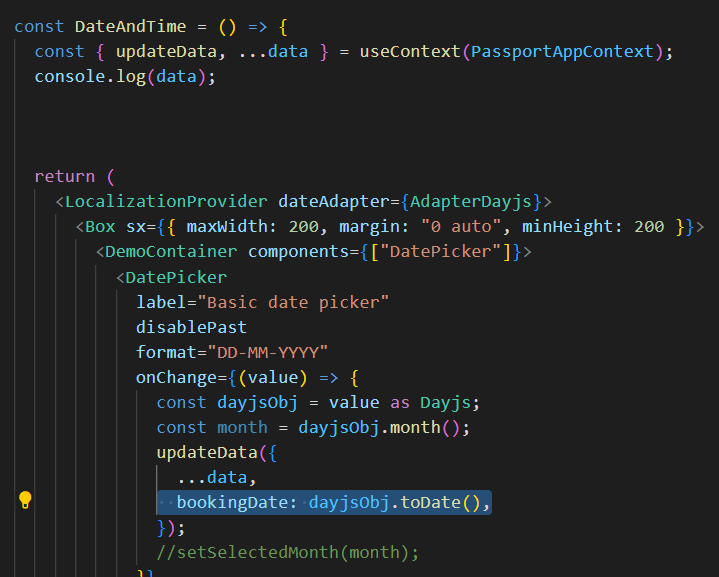 const DateAndTime = () => {
const { updateData, ...data } = useContext(PassportAppContext);
console.log(data);
return (
<LocalizationProvider dateAdapter={AdapterDayjs}>
<Box sx={{ maxWidth: 200, margin: "0 auto", minHeight: 200 }}>
<DemoContainer components={["DatePicker"]}>
<DatePicker
label="Basic date picker"
disablePast
format="DD-MM-YYYY"
onChange={(value) => {
const dayjsObj = value as Dayjs;
const month = dayjsObj.month();
updateData({
...data,
bookingDate: dayjsObj.toDate(),
});
//setSelectedMonth(month);
}}